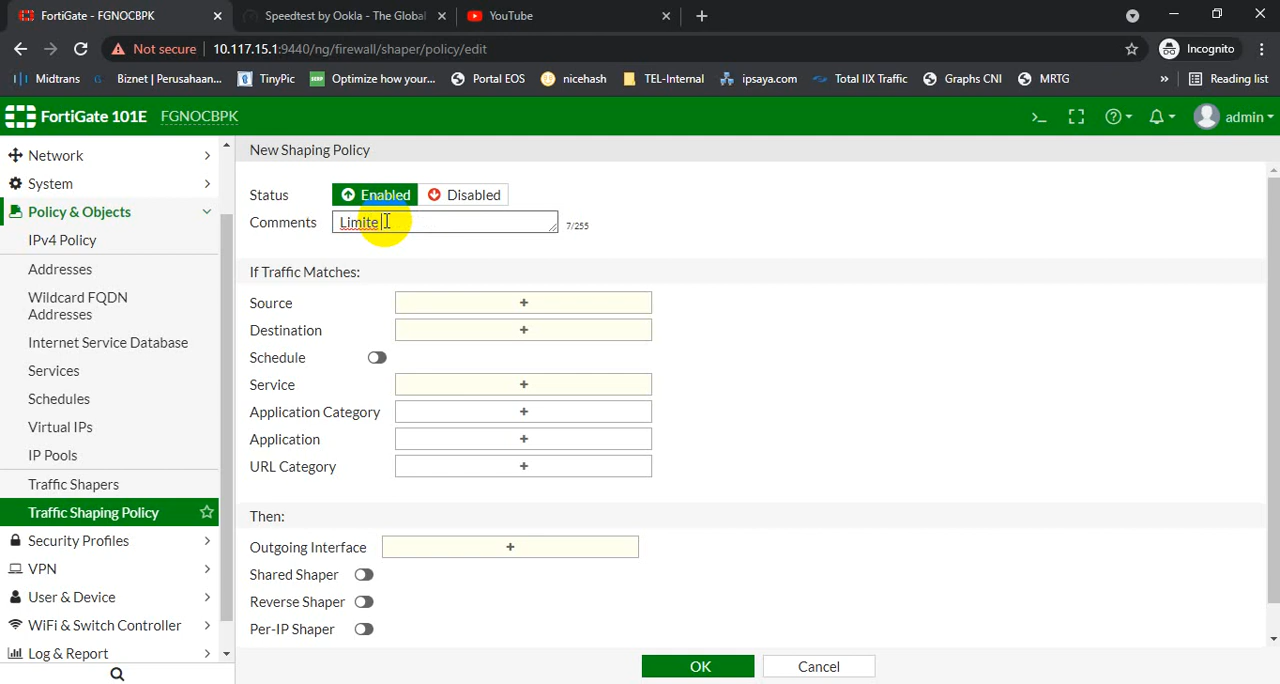 FortiGate - FGNOCBPK
Speedtest by Ookla - The Global
YouTube
Not secure
10.117.15.1:9440/ng/firewall/shaper/policy/edit
Incognito
Midtrans
Biznet | Perusahaan...
TinyPic
Optimize how your...
Portal EOS
nicehash
TEL-Internal
ipsaya.com
Total IIX Traffic
Graphs CNI
MRTG
»
Reading list
FortiGate 101E FGNOCBPK
admin
Network
System
Policy & Objects
IPv4 Policy
Addresses
Wildcard FQDN
Addresses
Internet Service Database
Services
Schedules
Virtual IPs
IP Pools
Traffic Shapers
Traffic Shaping Policy
Security Profiles
VPN
User & Device
WiFi & Switch Controller
Log & Report
New Shaping Policy
Status Enabled Disabled
Comments Limite 7/255
If Traffic Matches:
Source +
Destination +
Schedule
Service +
Application Category +
Application +
URL Category +
Then:
Outgoing Interface +
Shared Shaper
Reverse Shaper
Per-IP Shaper
OK Cancel